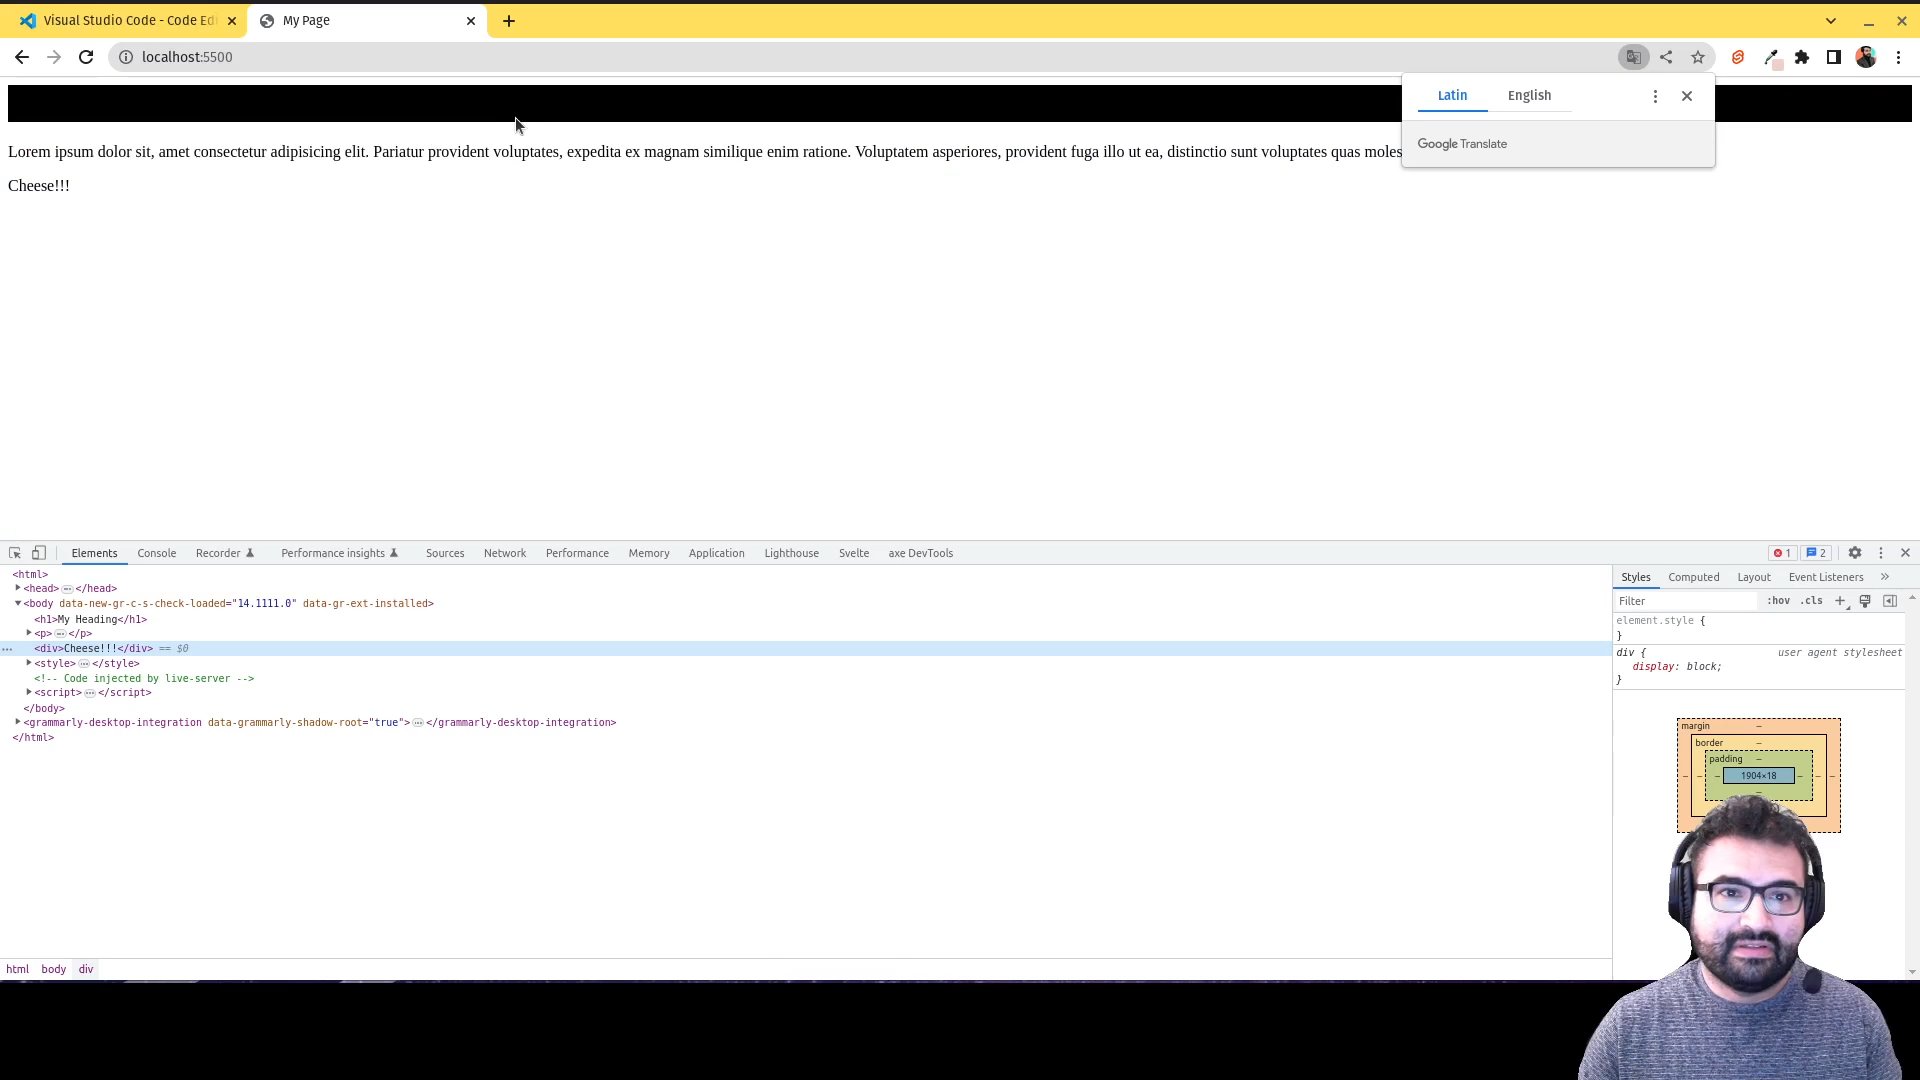 Visual Studio Code - Code Edi
My Page
localhost:5500
Latin English
Google Translate
Lorem ipsum dolor sit, amet consectetur adipisicing elit. Pariatur provident voluptates, expedita ex magnam similique enim ratione. Voluptatem asperiores, provident fuga illo ut ea, distinctio sunt voluptates quas moles
Cheese!!!
Elements Console Recorder Performance insights Sources Network Performance Memory Application Lighthouse Svelte axe DevTools 1 2
<html>
<head> … </head>
<body data-new-gr-c-s-check-loaded="14.1111.0" data-gr-ext-installed>
<h1>My Heading</h1>
<p> … </p>
… <div>Cheese!!!</div> == $0
<style> … </style>
<!-- Code injected by live-server -->
<script> … </script>
</body>
<grammarly-desktop-integration data-grammarly-shadow-root="true"> … </grammarly-desktop-integration>
</html>
html body div
Styles Computed Layout Event Listeners »
Filter :hov .cls +
element.style {
}
div { user agent stylesheet
display: block;
}
margin –
border –
padding –
– – – 1904×18 – – –
–